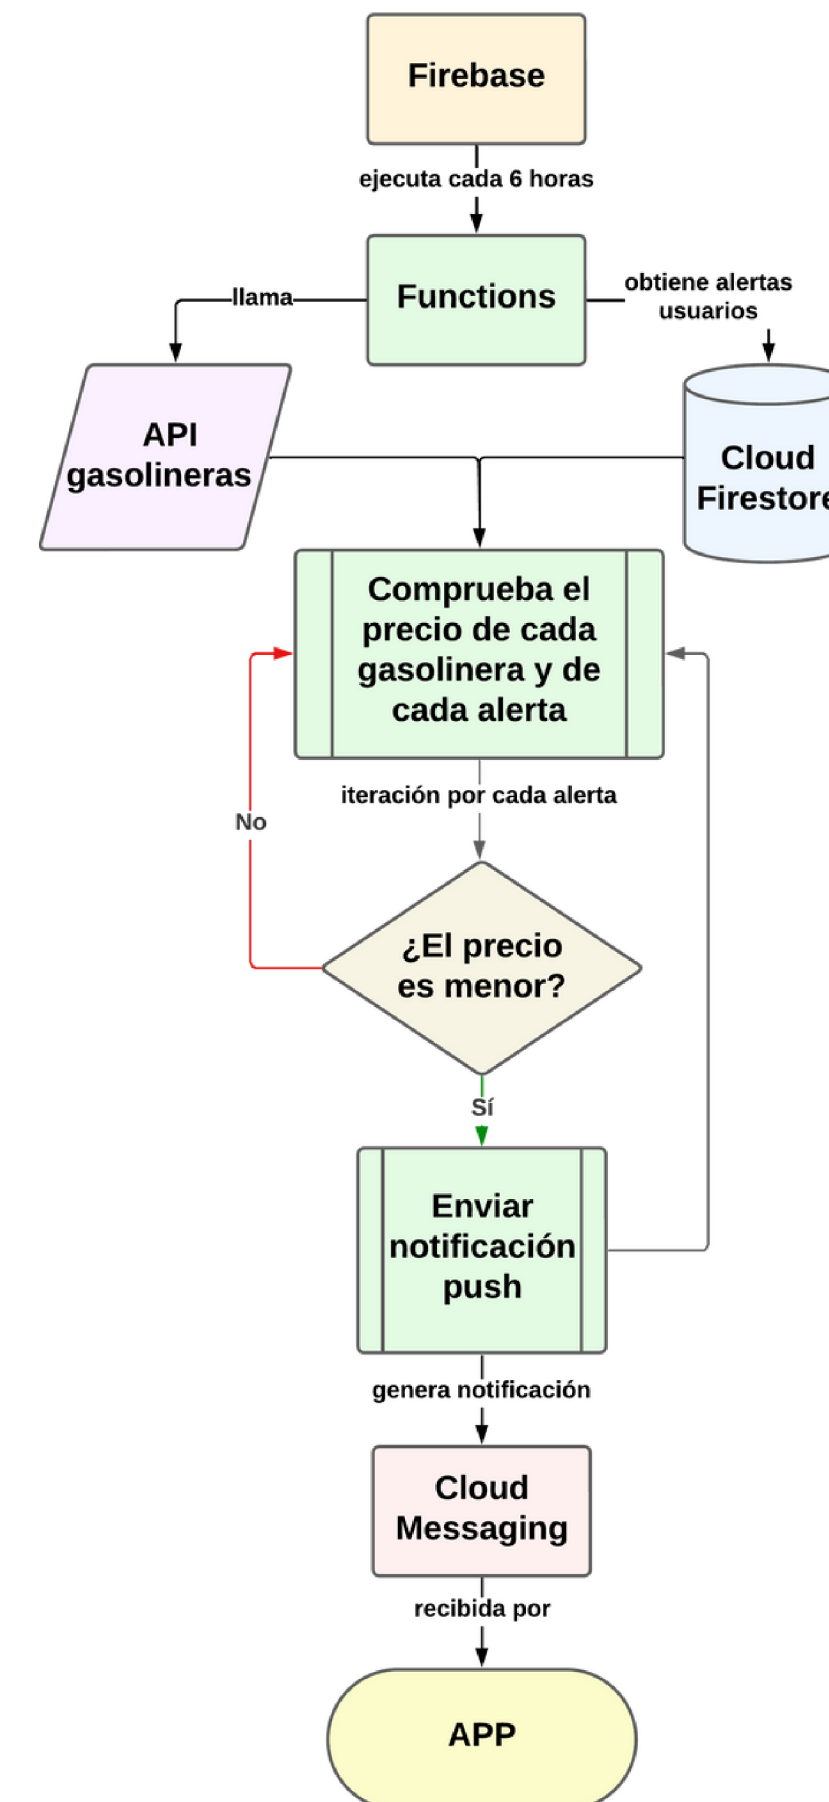 Firebase
ejecuta cada 6 horas
Functions
llama
obtiene alertas
usuarios
API
gasolineras
Cloud
Firestore
Comprueba el
precio de cada
gasolinera y de
cada alerta
iteración por cada alerta
No
¿El precio
es menor?
Sí
Enviar
notificación
push
genera notificación
Cloud
Messaging
recibida por
APP